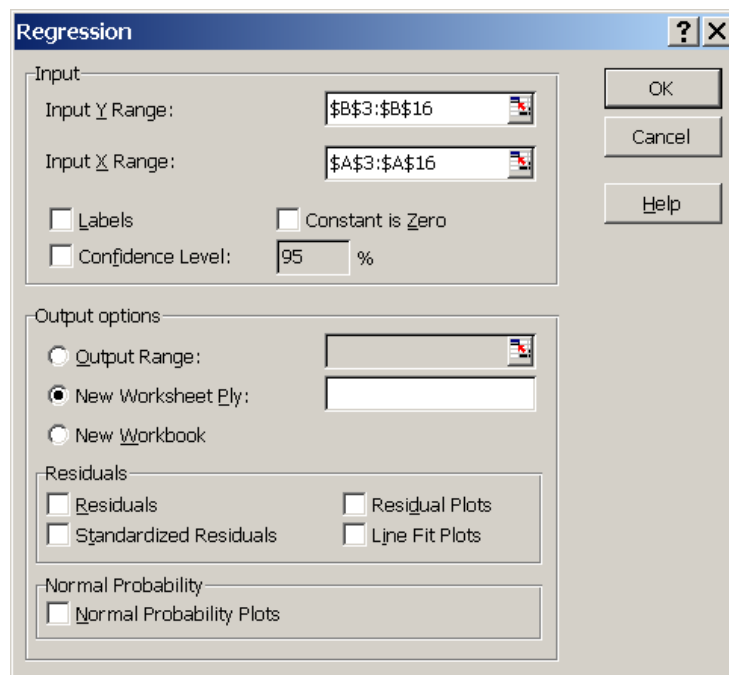 Regression
Input
Input Y Range: $B$3:$B$16
Input X Range: $A$3:$A$16
Labels Constant is Zero
Confidence Level: 95 %
OK
Cancel
Help
Output options
Output Range:
New Worksheet Ply:
New Workbook
Residuals
Residuals Residual Plots
Standardized Residuals Line Fit Plots
Normal Probability
Normal Probability Plots